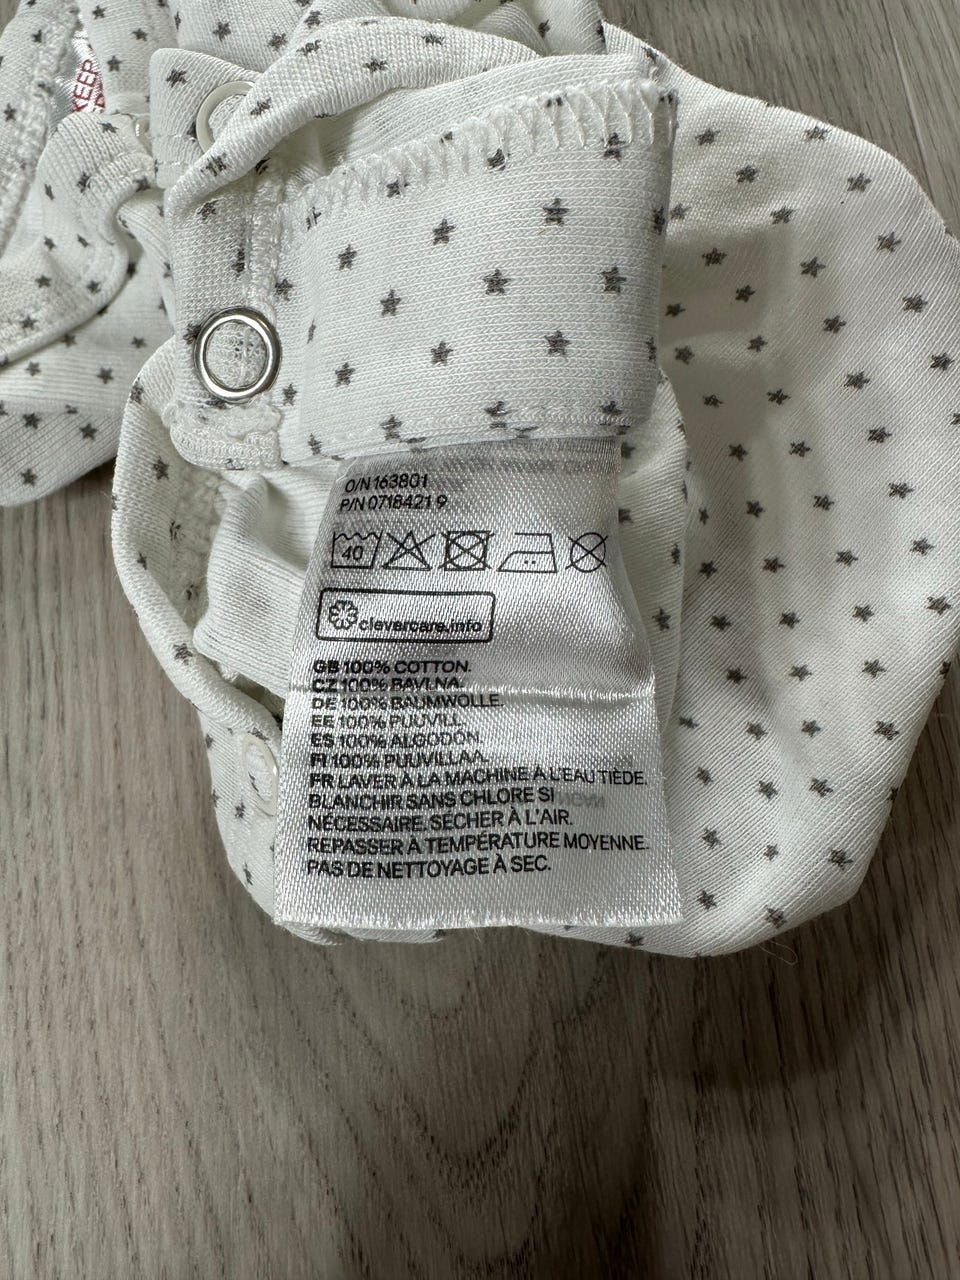 KEEP
O/N 163801
P/N 0718421 9
40
clevercare.info
GB 100% COTTON.
CZ 100% BAVLNA.
DE 100% BAUMWOLLE.
EE 100% PUUVILL.
ES 100% ALGODÓN.
FI 100% PUUVILLAA.
FR LAVER À LA MACHINE À L'EAU TIÈDE.
BLANCHIR SANS CHLORE SI
NÉCESSAIRE. SÉCHER À L'AIR.
REPASSER À TEMPÉRATURE MOYENNE.
PAS DE NETTOYAGE À SEC.